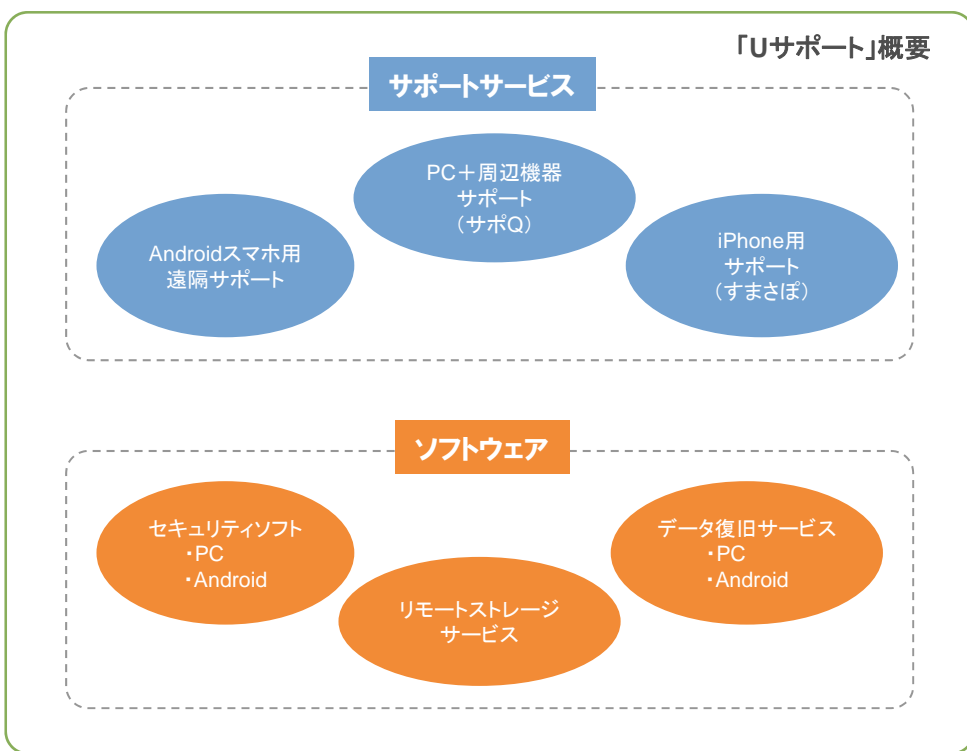 「Uサポート」概要
サポートサービス
PC+周辺機器
サポート
(サポQ)
Androidスマホ用
遠隔サポート
iPhone用
サポート
(すまさぽ)
ソフトウェア
セキュリティソフト
・PC
・Android
データ復旧サービス
・PC
・Android
リモートストレージ
サービス